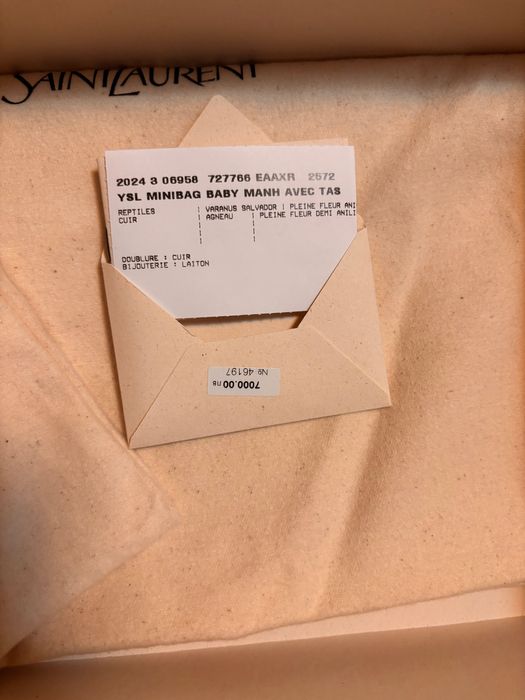 SAINT LAURENT
2024 3 06958 727766 EAAXR 2572
YSL MINIBAG BABY MANH AVEC TAS
REPTILES | VARANUS SALVADOR | PLEINE FLEUR ANI
CUIR | AGNEAU | PLEINE FLEUR DEMI ANILI
DOUBLURE : CUIR
BIJOUTERIE : LAITON
7000.00 пв
№ 46197